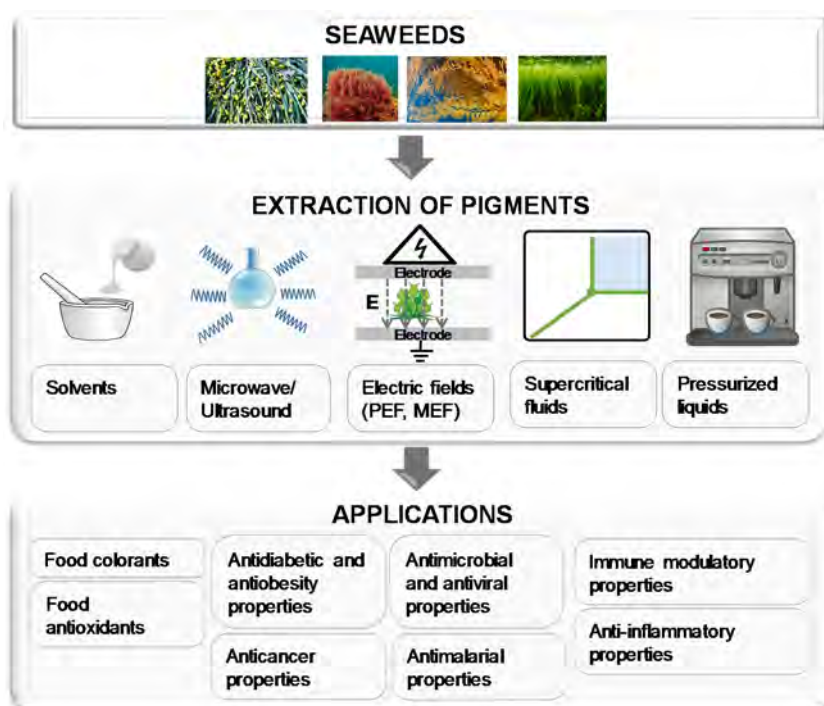 SEAWEEDS
EXTRACTION OF PIGMENTS
Electrode
E
Electrode
Solvents
Microwave/
Ultrasound
Electric fields
(PEF, MEF)
Supercritical
fluids
Pressurized
liquids
APPLICATIONS
Food colorants
Food
antioxidants
Antidiabetic and
antiobesity
properties
Anticancer
properties
Antimicrobial
and antiviral
properties
Antimalarial
properties
Immune modulatory
properties
Anti-inflammatory
properties